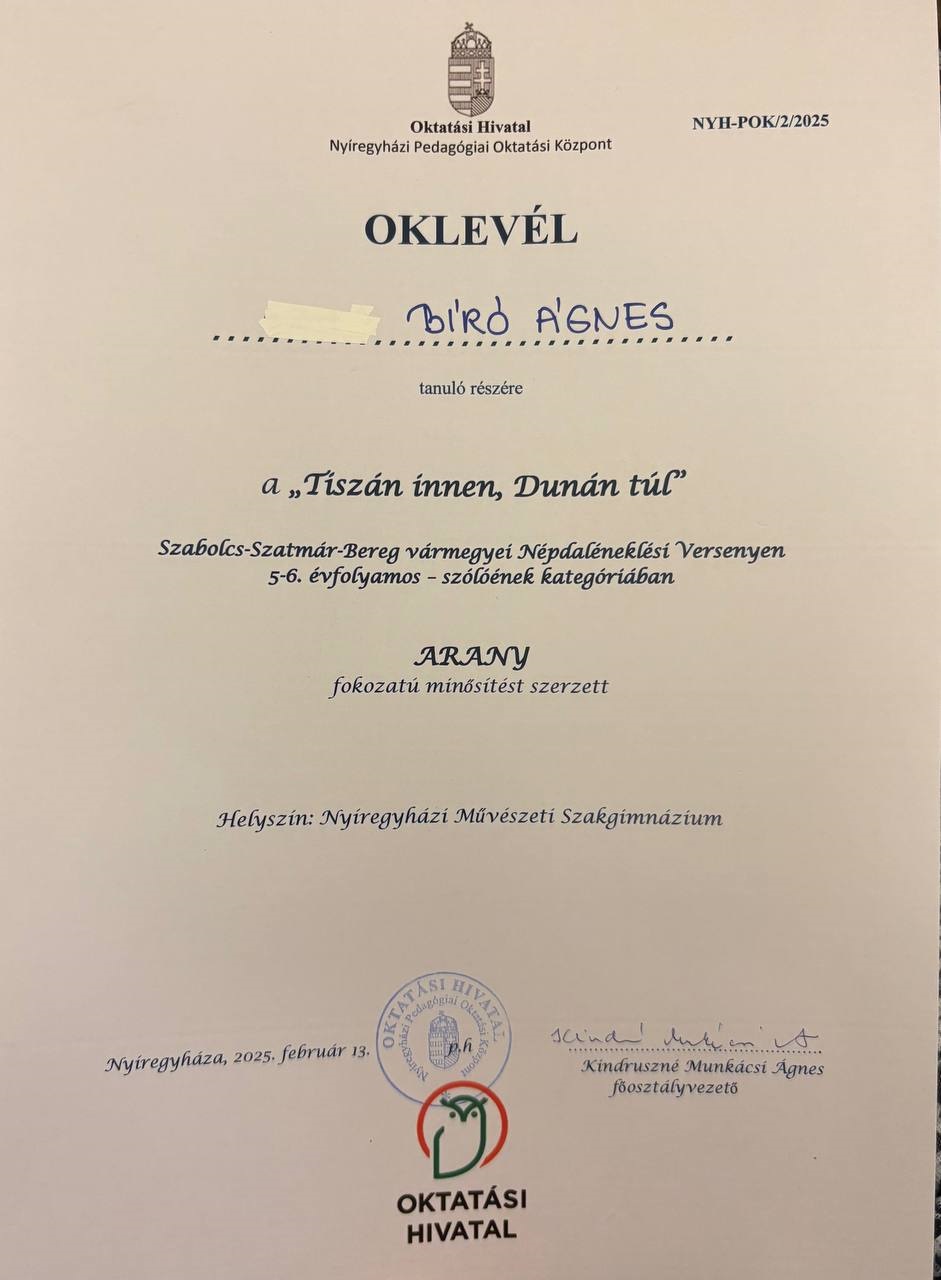 Oktatási Hivatal
Nyíregyházi Pedagógiai Oktatási Központ
NYH-POK/2/2025
OKLEVÉL
BÍRÓ ÁGNES
tanuló részére
a „Tiszán innen, Dunán túl”
Szabolcs-Szatmár-Bereg vármegyei Népdaléneklési Versenyen
5-6. évfolyamos – szólóének kategóriában
ARANY
fokozatú minősítést szerzett
Helyszín: Nyíregyházi Művészeti Szakgimnázium
OKTATÁSI HIVATAL
Nyíregyházi Pedagógiai Oktatási Központ
Nyíregyháza, 2025. február 13.
p.h
Kindruszné Munkácsi Ágnes
főosztályvezető
OKTATÁSI
HIVATAL